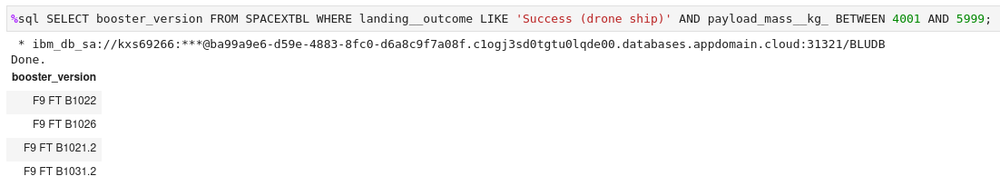 %sql SELECT booster_version FROM SPACEXTBL WHERE landing__outcome LIKE 'Success (drone ship)' AND payload_mass__kg_ BETWEEN 4001 AND 5999;
* ibm_db_sa://kxs69266:***@ba99a9e6-d59e-4883-8fc0-d6a8c9f7a08f.c1ogj3sd0tgtu0lqde00.databases.appdomain.cloud:31321/BLUDB
Done.
booster_version
F9 FT B1022
F9 FT B1026
F9 FT B1021.2
F9 FT B1031.2